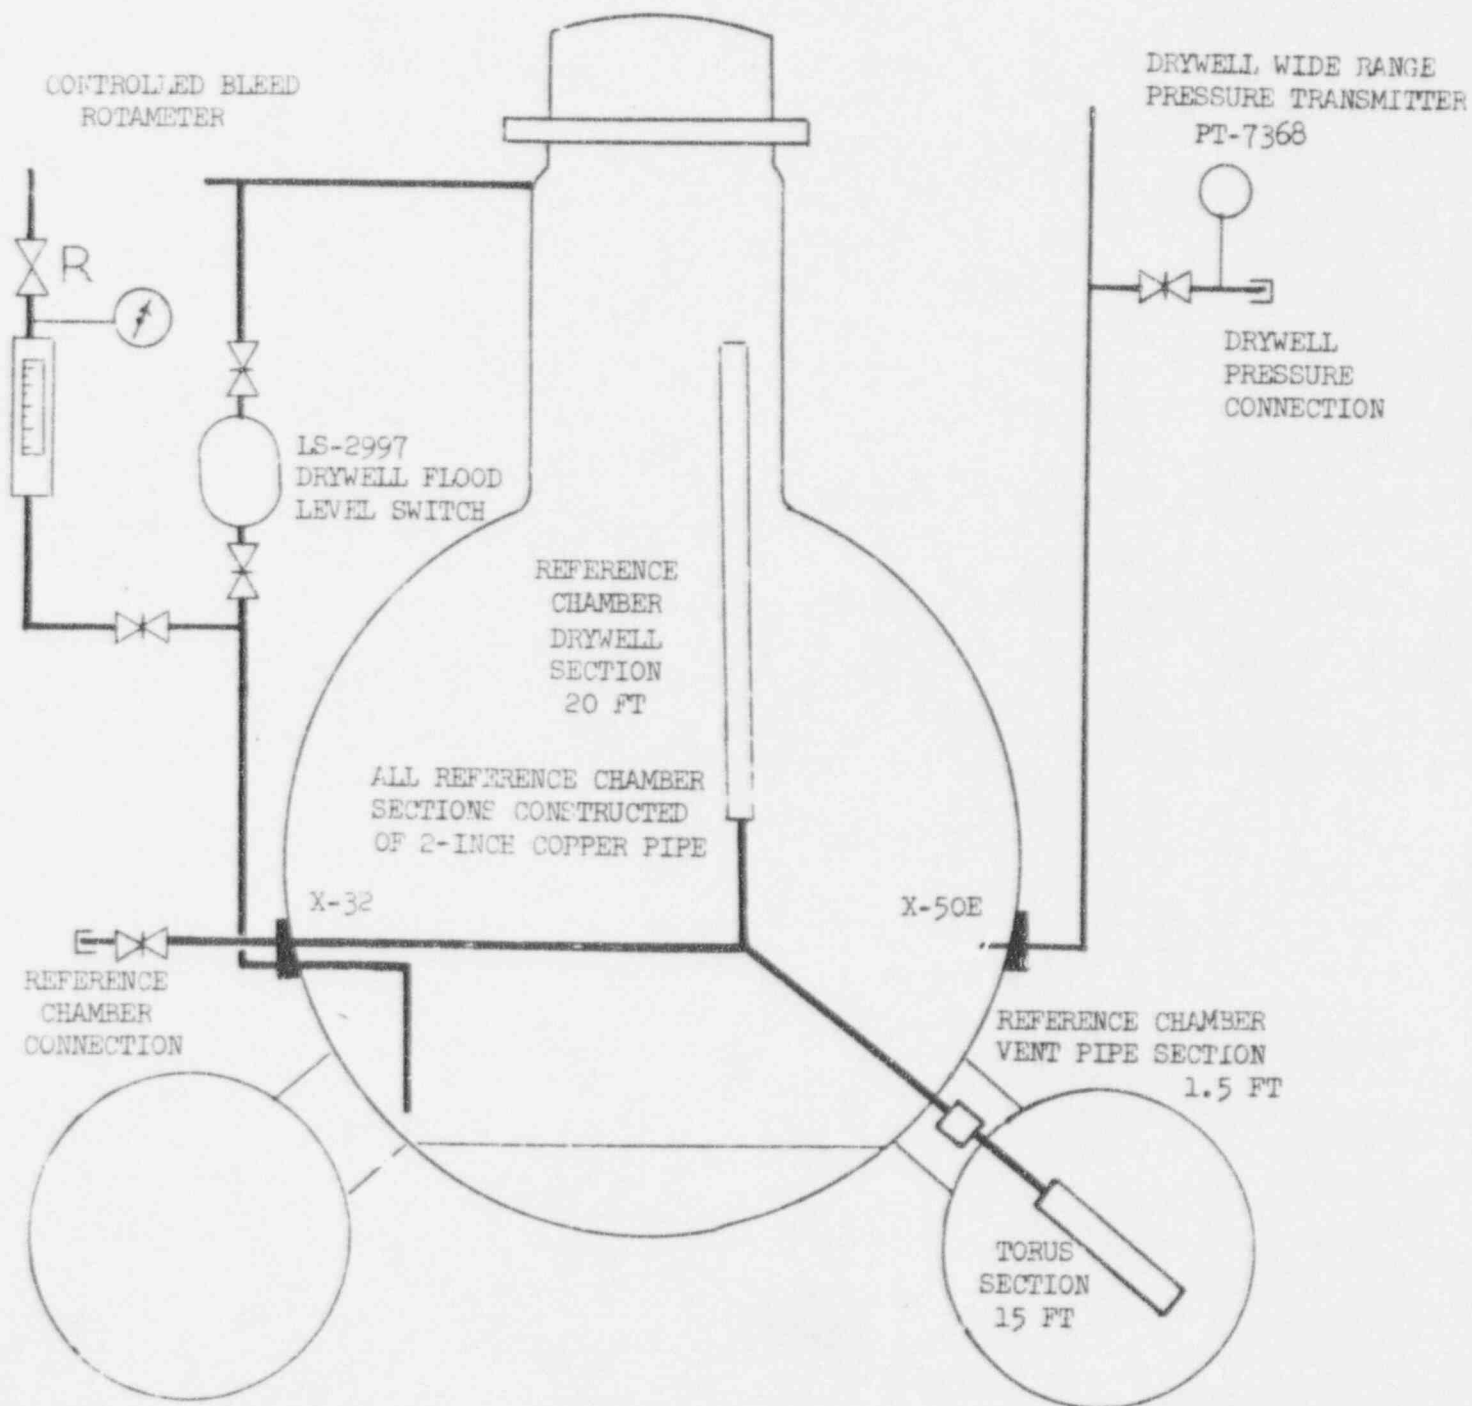 CONTROLLED BLEED
ROTAMETER
DRYWELL WIDE RANGE
PRESSURE TRANSMITTER
PT-7368
R
DRYWELL
PRESSURE
CONNECTION
LS-2997
DRYWELL FLOOD
LEVEL SWITCH
REFERENCE
CHAMBER
DRYWELL
SECTION
20 FT
ALL REFERENCE CHAMBER
SECTIONS CONSTRUCTED
OF 2-INCH COPPER PIPE
X-32
X-50E
REFERENCE
CHAMBER
CONNECTION
REFERENCE CHAMBER
VENT PIPE SECTION
1.5 FT
TORUS
SECTION
15 FT